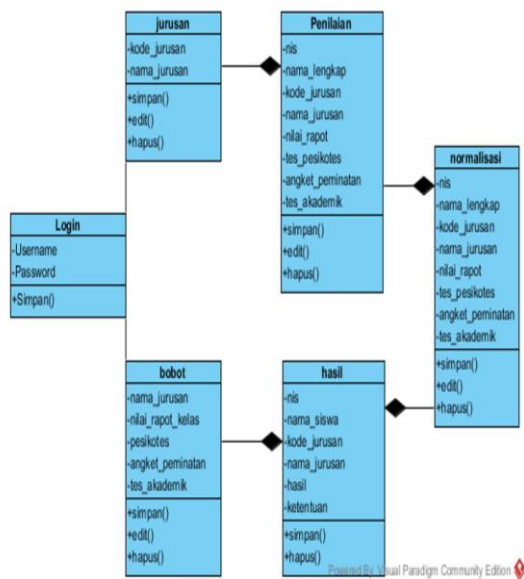 jurusan
-kode_jurusan
-nama_jurusan
+simpan()
+edit()
+hapus()
Penilaian
-nis
-nama_lengkap
-kode_jurusan
-nama_jurusan
-nilai_rapot
-tes_pesikotes
-angket_peminatan
-tes_akademik
+simpan()
+edit()
+hapus()
normalisasi
-nis
-nama_lengkap
-kode_jurusan
-nama_jurusan
-nilai_rapot
-tes_pesikotes
-angket_peminatan
-tes_akademik
+simpan()
+edit()
+hapus()
Login
-Username
-Password
+Simpan()
bobot
-nama_jurusan
-nilai_rapot_kelas
-pesikotes
-angket_peminatan
-tes_akademik
+simpan()
+edit()
+hapus()
hasil
-nis
-nama_siswa
-kode_jurusan
-nama_jurusan
-hasil
-ketentuan
+simpan()
+hapus()
Powered By Visual Paradigm Community Edition